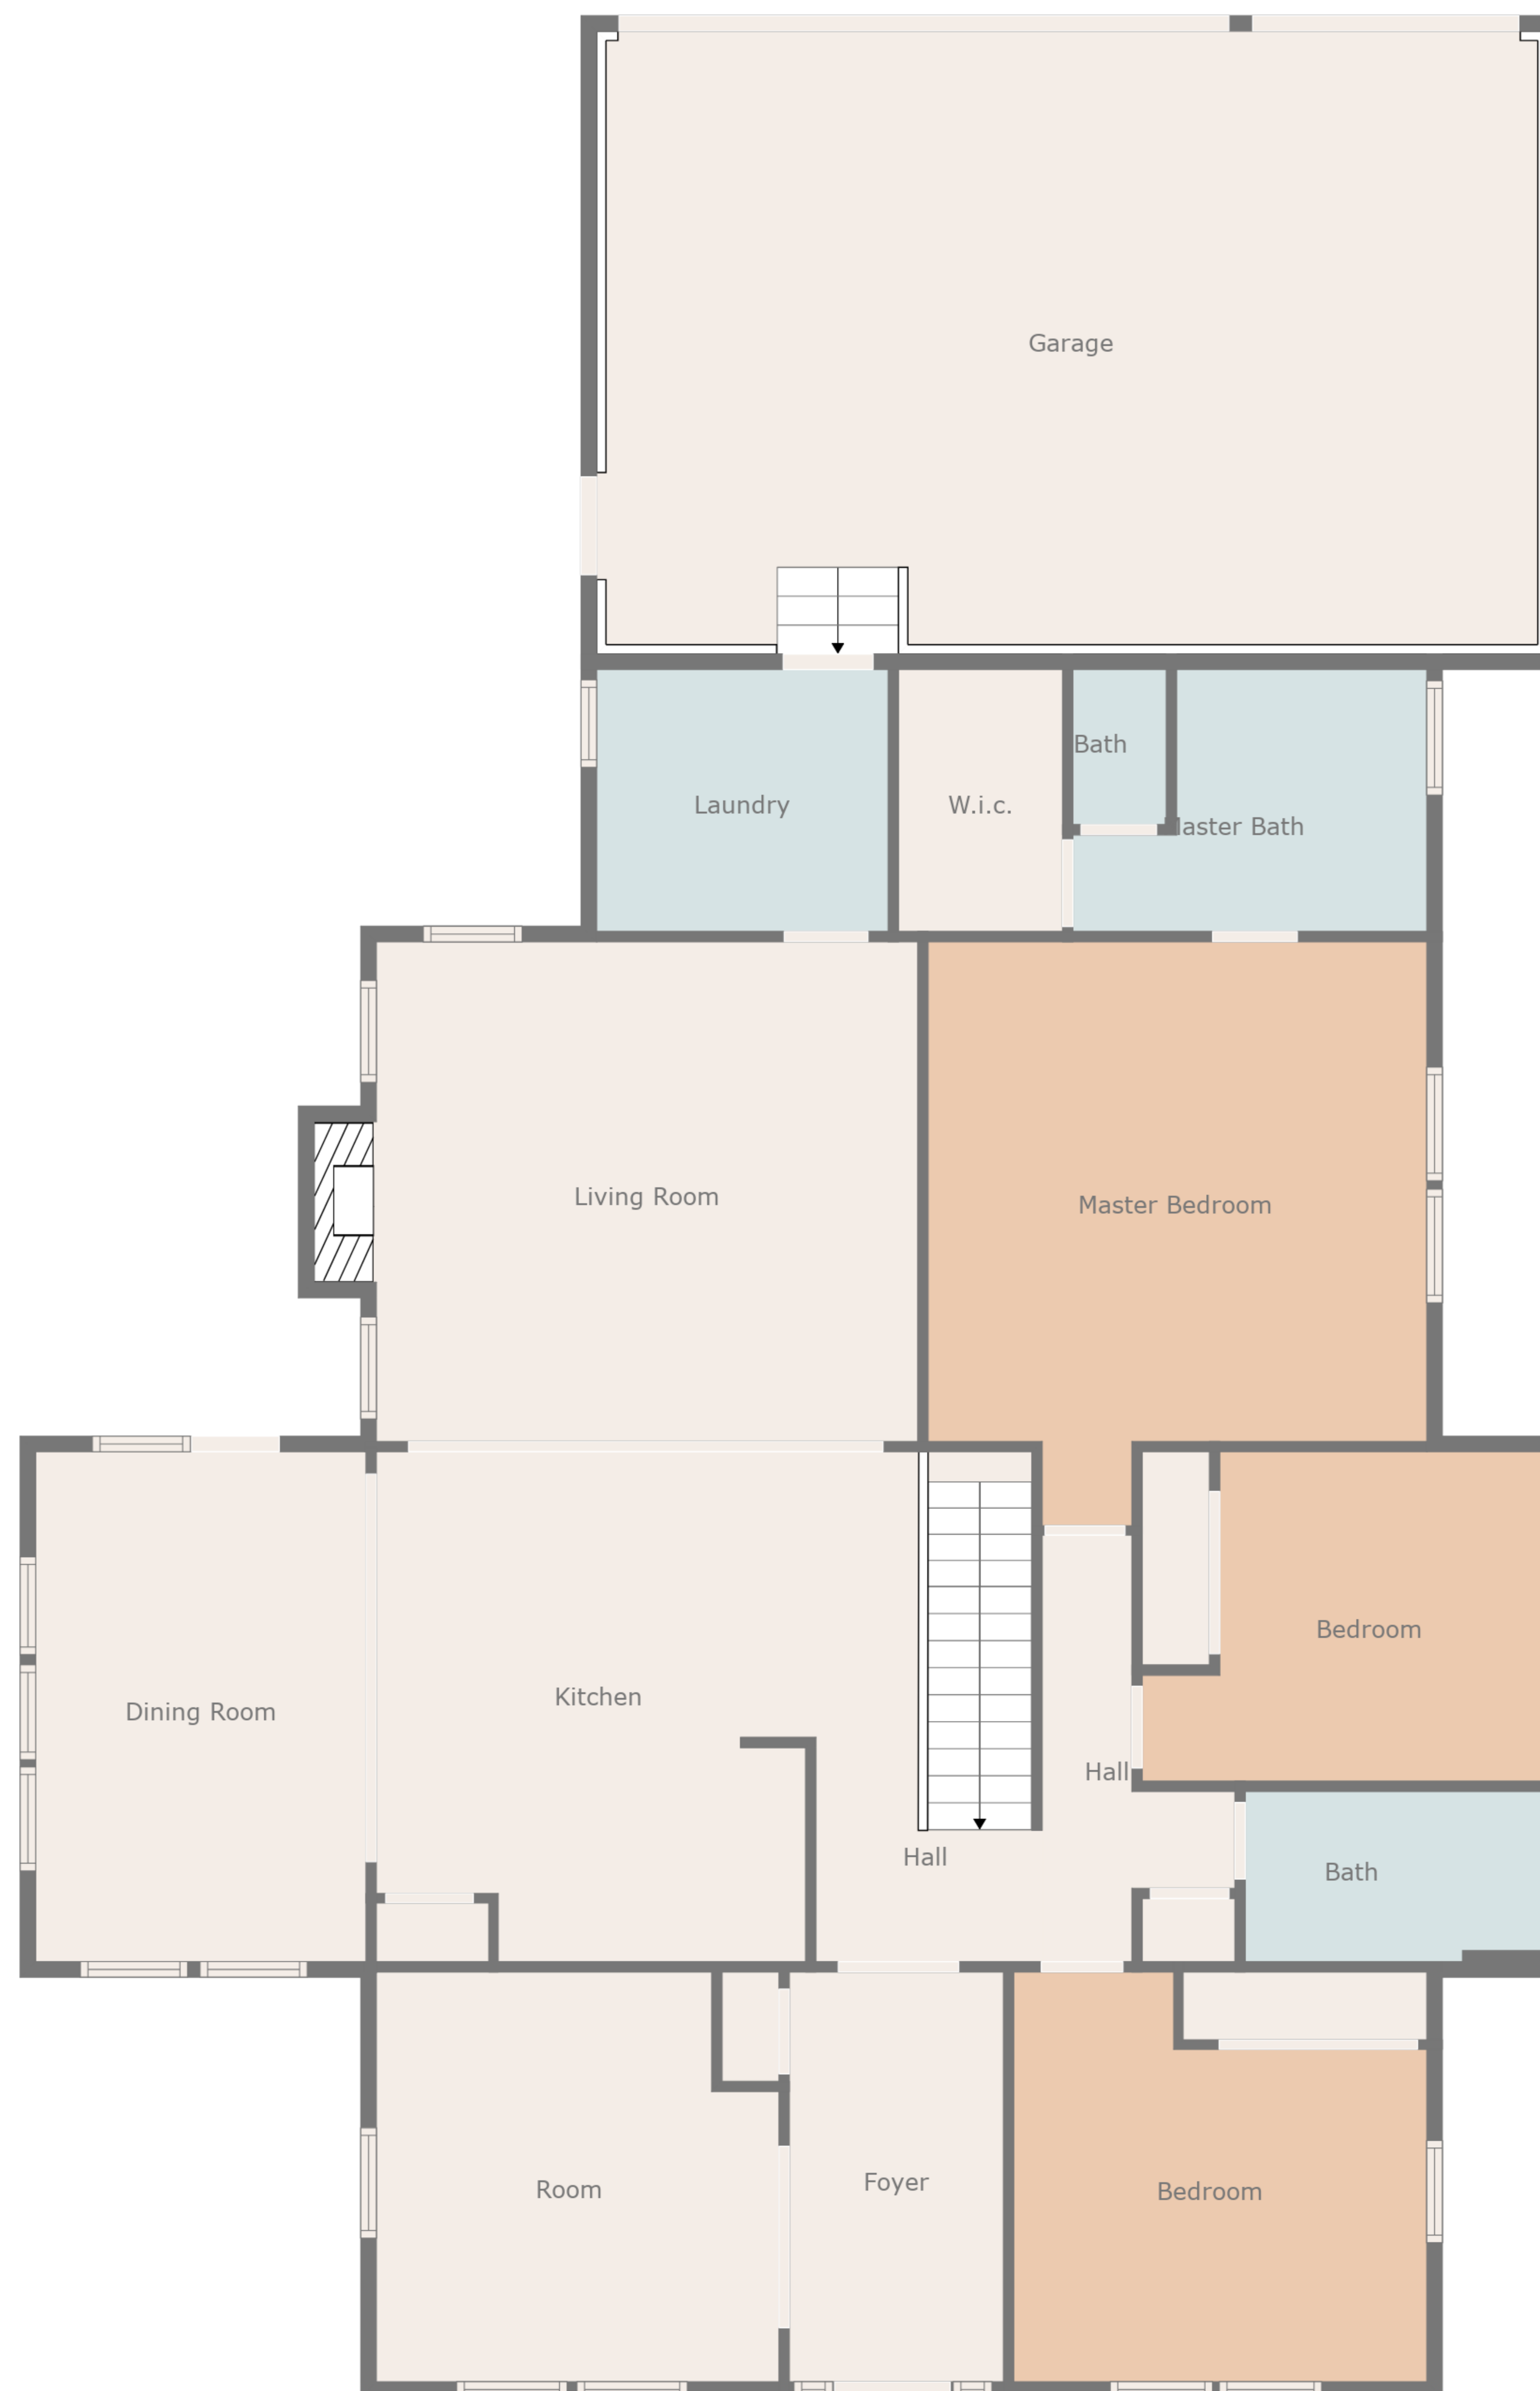 Garage
Bath
Laundry
W.i.c.
aster Bath
Living Room
Master Bedroom
Bedroom
Kitchen
Dining Room
Hall
Hall
Bath
Foyer
Room
Bedroom